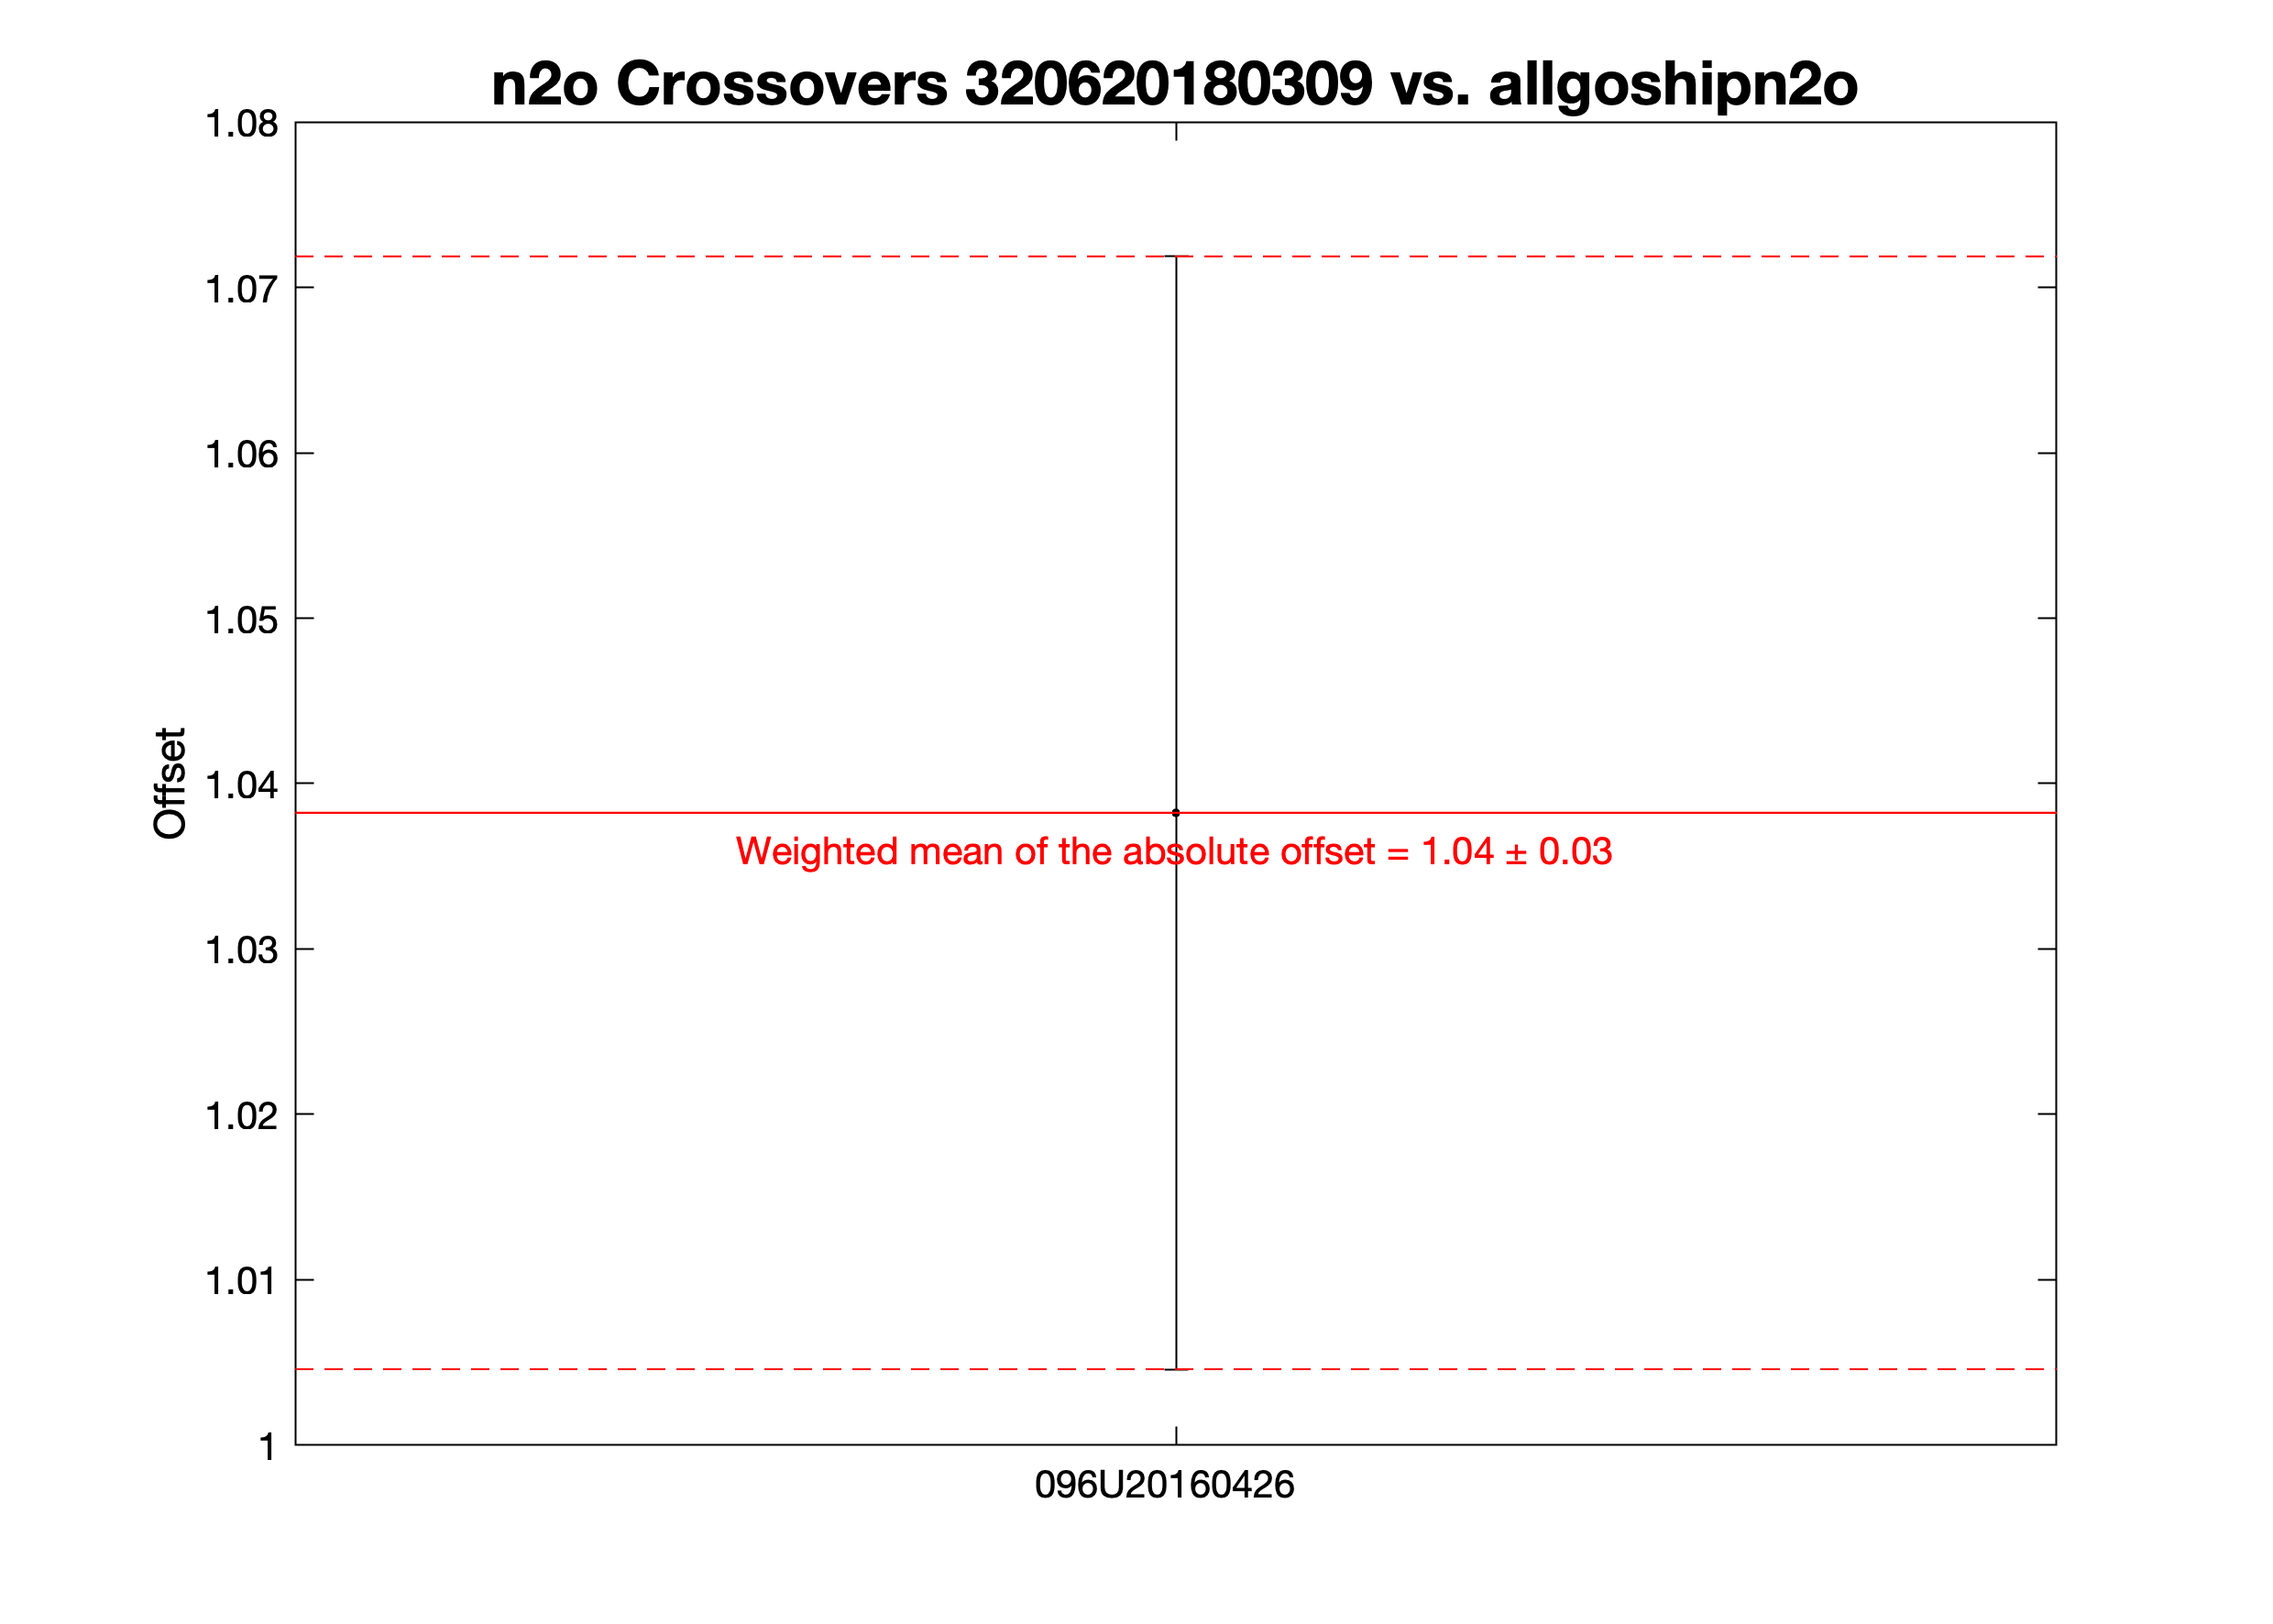 n2o Crossovers 320620180309 vs. allgoshipn2o
1.08
1.07
1.06
1.05
1.04
1.03
1.02
1.01
1
Offset
Weighted mean of the absolute offset = 1.04 ± 0.03
096U20160426